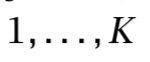 1, . . . , K